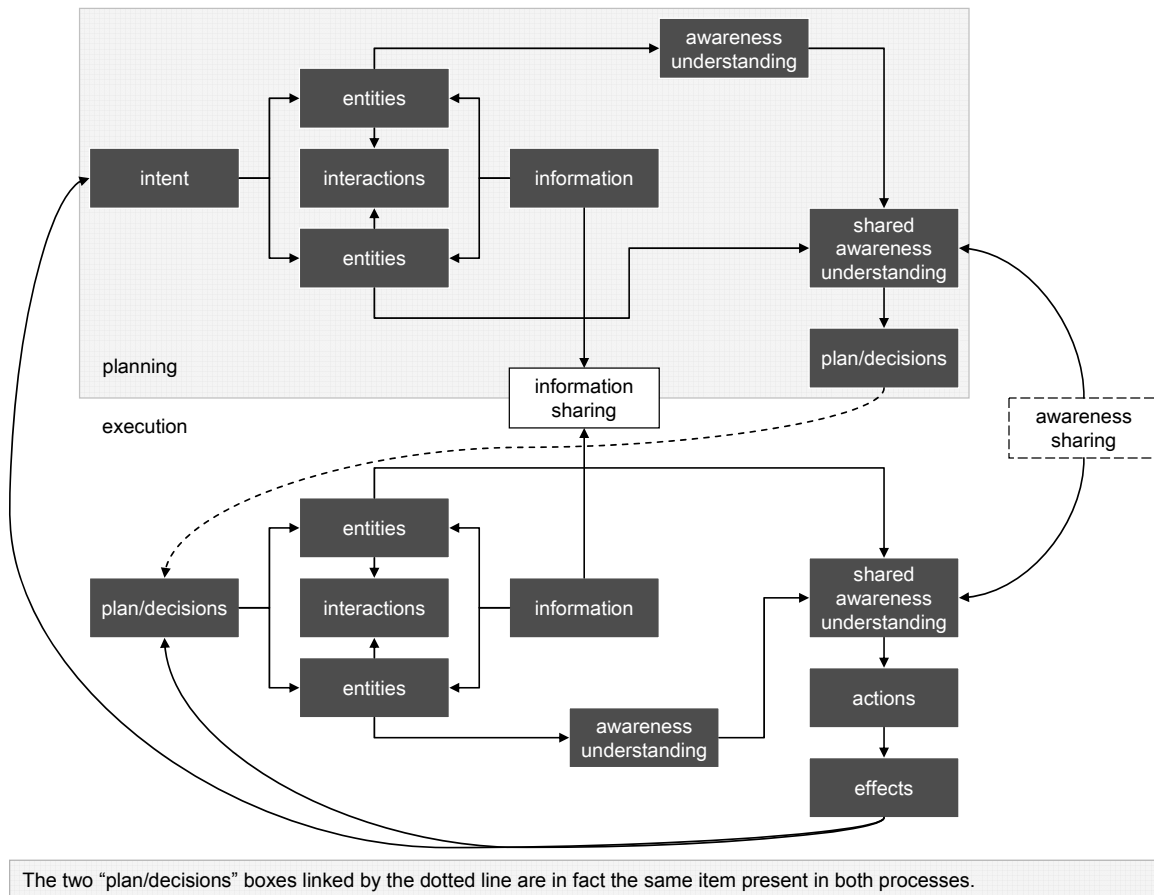 awareness
understanding
entities
intent
interactions
information
entities
shared
awareness
understanding
plan/decisions
planning
information
sharing
execution
awareness
sharing
entities
plan/decisions
interactions
information
shared
awareness
understanding
entities
actions
awareness
understanding
effects
The two “plan/decisions” boxes linked by the dotted line are in fact the same item present in both processes.